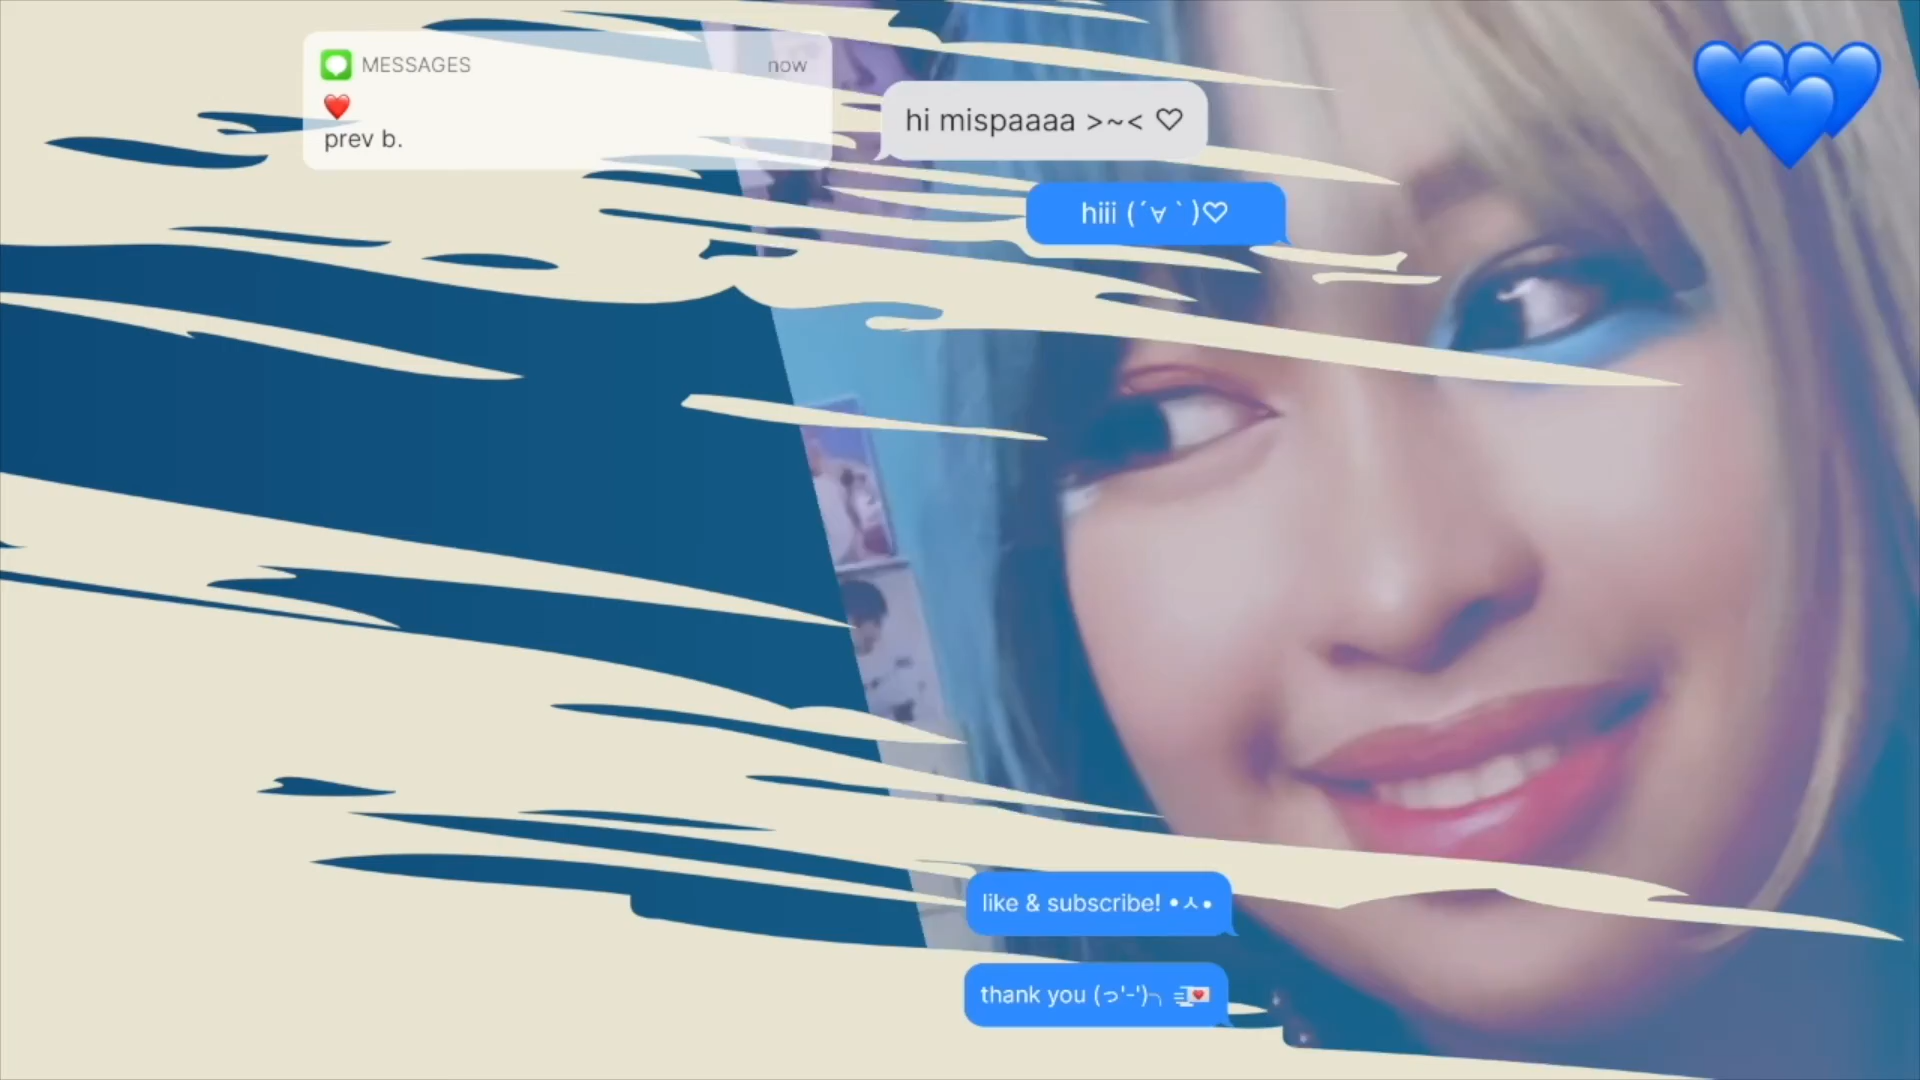 MESSAGES now
❤️
prev b.
hi mispaaaa >~< ♡
hiii (´∀`)♡
like & subscribe! •ㅅ•
thank you (っ'-')╮ =͟͟͞͞💌